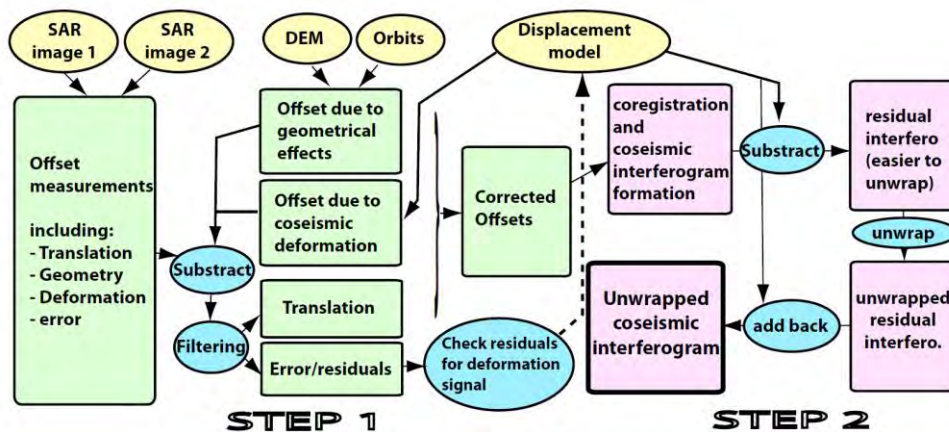 SAR
image 1
SAR
image 2
DEM
Orbits
Displacement
model
Offset
measurements
including:
- Translation
- Geometry
- Deformation
- error
Offset due to
geometrical
effects
Offset due to
coseismic
deformation
Substract
Filtering
Translation
Error/residuals
Corrected
Offsets
Check residuals
for deformation
signal
coregistration
and
coseismic
interferogram
formation
Substract
residual
interfero
(easier to
unwrap)
unwrap
unwrapped
residual
interfero.
add back
Unwrapped
coseismic
interferogram
STEP 1
STEP 2